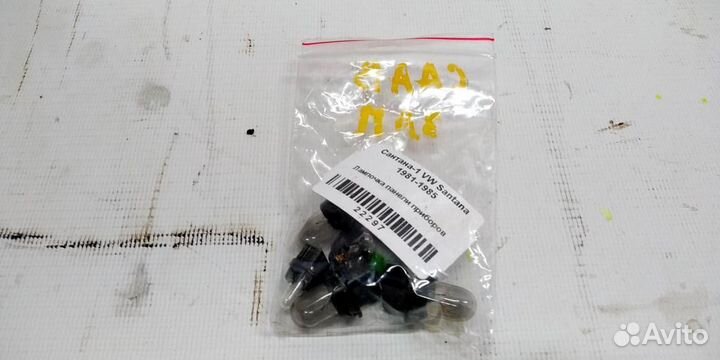 Сантана-1 VW Santana
1981-1985
Лампочка панели приборов
22297
Avito